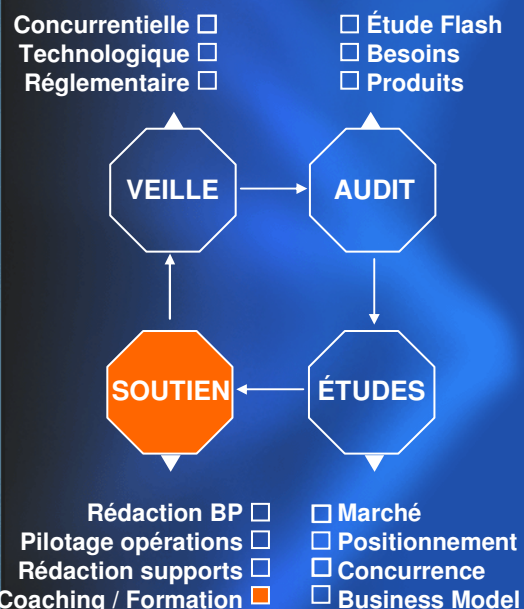 Concurrentielle □
Technologique □
Réglementaire □
□ Étude Flash
□ Besoins
□ Produits
VEILLE
AUDIT
SOUTIEN
ÉTUDES
Rédaction BP □
Pilotage opérations □
Rédaction supports □
Coaching / Formation ■
□ Marché
□ Positionnement
□ Concurrence
□ Business Model